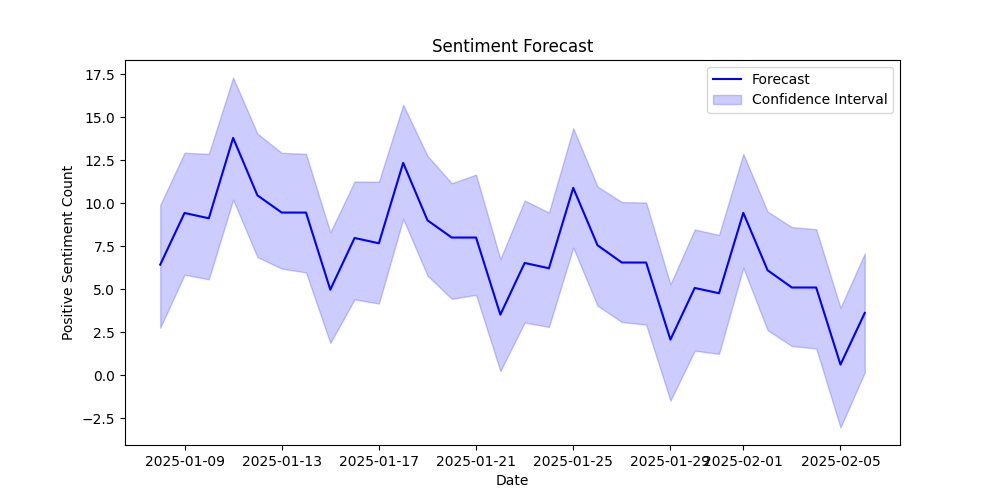 Sentiment Forecast
Forecast
Confidence Interval
Positive Sentiment Count
17.5
15.0
12.5
10.0
7.5
5.0
2.5
0.0
−2.5
2025-01-09 2025-01-13 2025-01-17 2025-01-21 2025-01-25 2025-01-29 2025-02-01 2025-02-05
Date